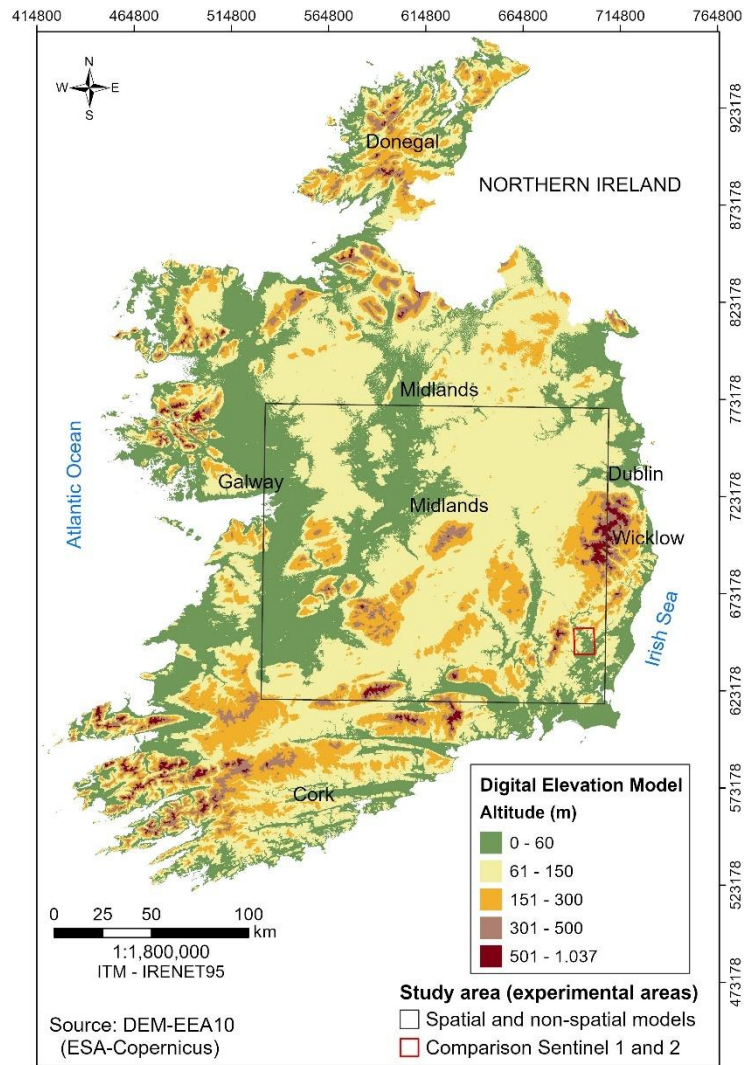 414800 464800 514800 564800 614800 664800 714800 764800
N
W E
S
923178
Donegal
NORTHERN IRELAND
873178
823178
773178
Midlands
Atlantic Ocean
Galway
Dublin
723178
Midlands
Wicklow
673178
Irish Sea
623178
Cork
573178
523178
473178
Digital Elevation Model
Altitude (m)
0 - 60
61 - 150
151 - 300
301 - 500
501 - 1.037
0 25 50 100
km
1:1,800,000
ITM - IRENET95
Source: DEM-EEA10
(ESA-Copernicus)
Study area (experimental areas)
Spatial and non-spatial models
Comparison Sentinel 1 and 2